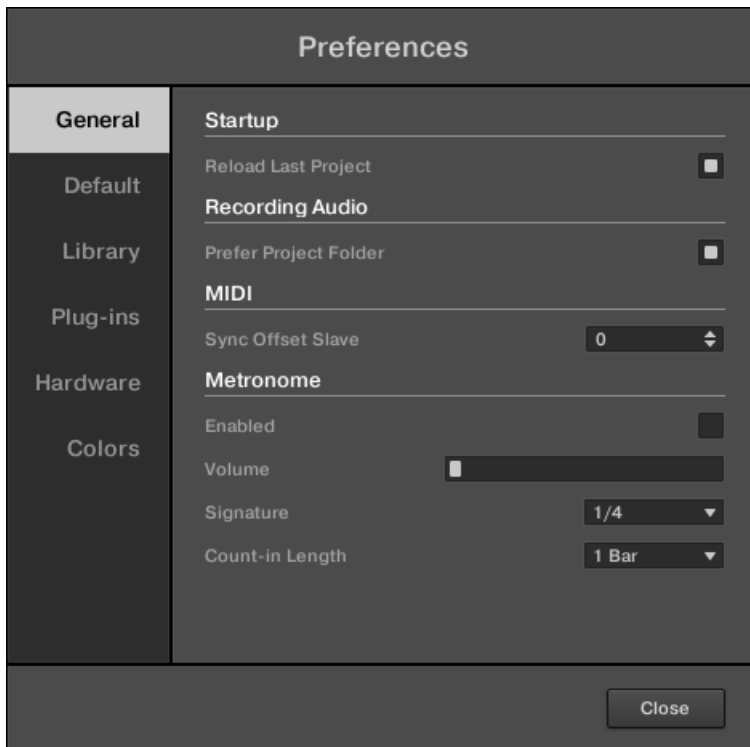 Preferences
General
Default
Library
Plug-ins
Hardware
Colors
Startup
Reload Last Project
Recording Audio
Prefer Project Folder
MIDI
Sync Offset Slave 0
Metronome
Enabled
Volume
Signature 1/4
Count-in Length 1 Bar
Close